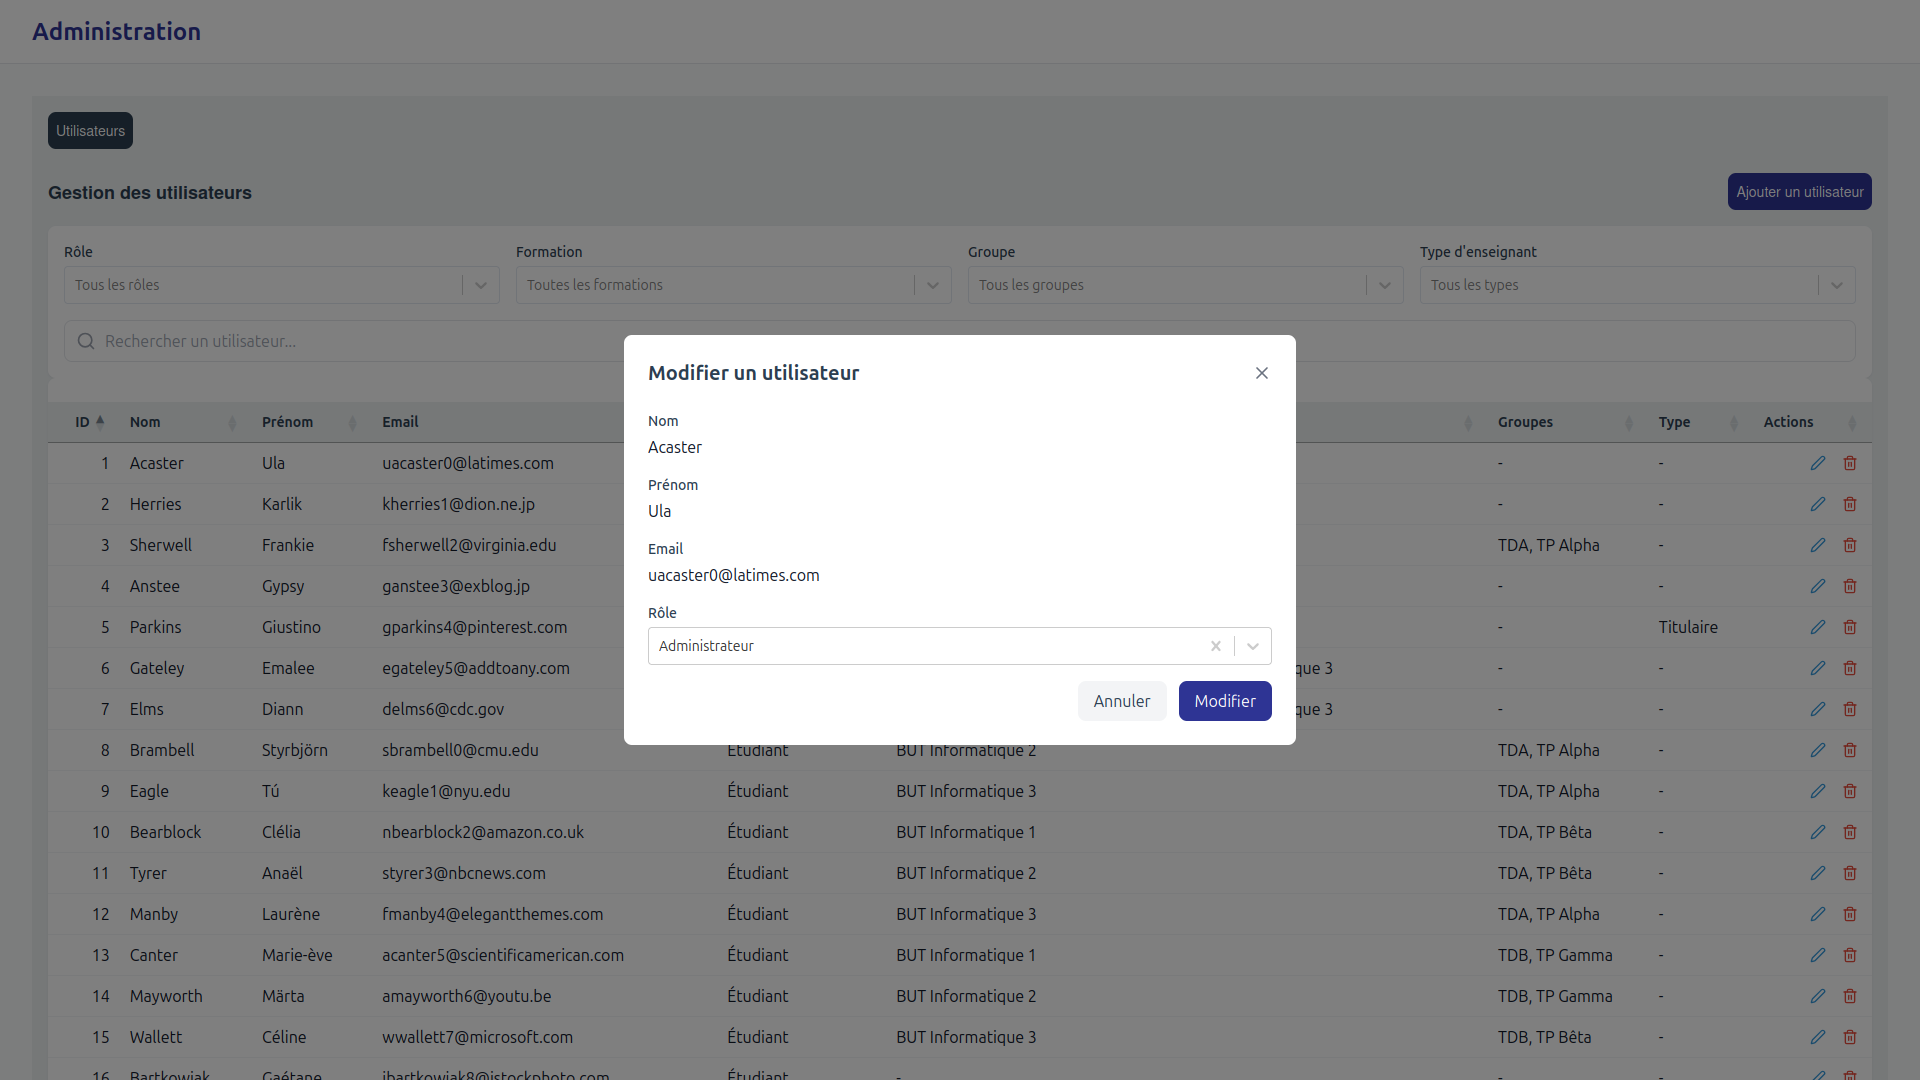 Administration
Utilisateurs
Gestion des utilisateurs
Ajouter un utilisateur
Rôle Formation Groupe Type d'enseignant
Tous les rôles Toutes les formations Tous les groupes Tous les types
Rechercher un utilisateur...
Modifier un utilisateur
Nom
Acaster
Prénom
Ula
Email
uacaster0@latimes.com
Rôle
Administrateur
Annuler Modifier
ID Nom Prénom Email Groupes Type Actions
1 Acaster Ula uacaster0@latimes.com - -
2 Herries Karlik kherries1@dion.ne.jp - -
3 Sherwell Frankie fsherwell2@virginia.edu TDA, TP Alpha -
4 Anstee Gypsy ganstee3@exblog.jp - -
5 Parkins Giustino gparkins4@pinterest.com - Titulaire
6 Gateley Emalee egateley5@addtoany.com que 3 - -
7 Elms Diann delms6@cdc.gov que 3 - -
8 Brambell Styrbjörn sbrambell0@cmu.edu Étudiant BUT Informatique 2 TDA, TP Alpha -
9 Eagle Tú keagle1@nyu.edu Étudiant BUT Informatique 3 TDA, TP Alpha -
10 Bearblock Clélia nbearblock2@amazon.co.uk Étudiant BUT Informatique 1 TDA, TP Bêta -
11 Tyrer Anaël styrer3@nbcnews.com Étudiant BUT Informatique 2 TDA, TP Bêta -
12 Manby Laurène fmanby4@elegantthemes.com Étudiant BUT Informatique 3 TDA, TP Alpha -
13 Canter Marie-ève acanter5@scientificamerican.com Étudiant BUT Informatique 1 TDB, TP Gamma -
14 Mayworth Märta amayworth6@youtu.be Étudiant BUT Informatique 2 TDB, TP Gamma -
15 Wallett Céline wwallett7@microsoft.com Étudiant BUT Informatique 3 TDB, TP Bêta -
16 Bartkowiak Gaétane jbartkowiak8@istockphoto.com Étudiant -